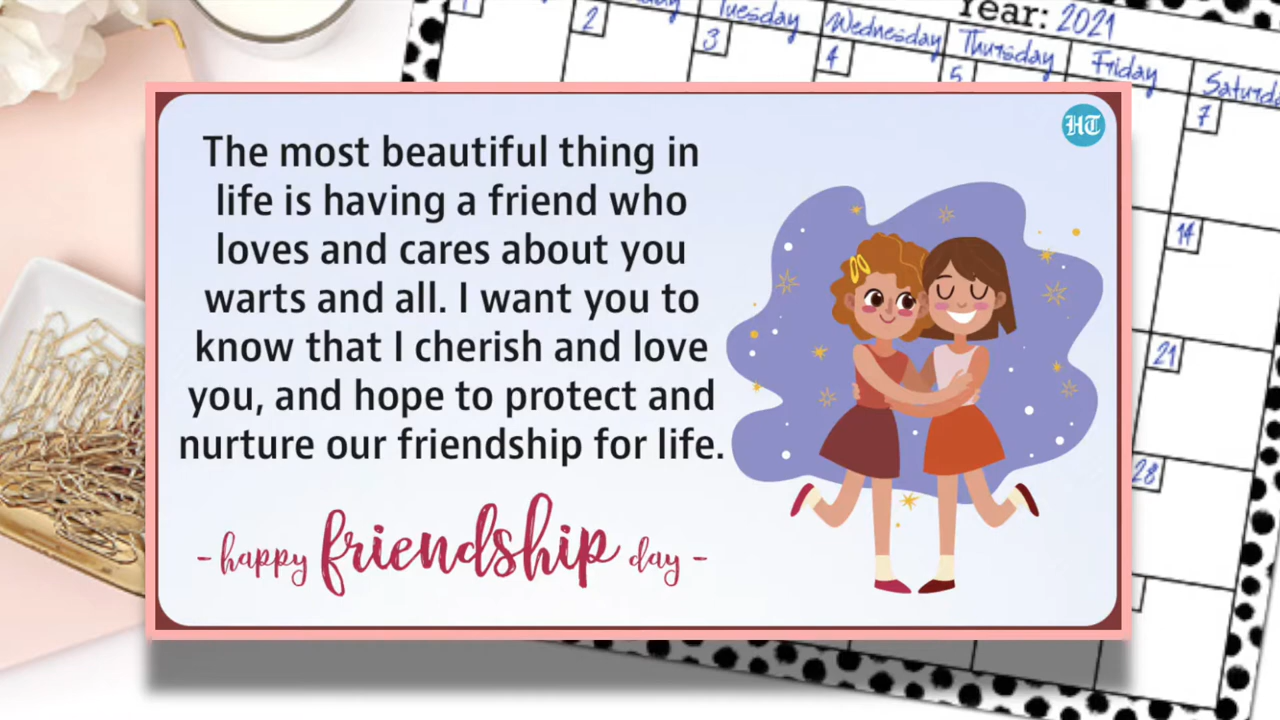 Year: 2021
Tuesday Wednesday Thursday Friday
1 2 3 4 5 7
HT
14
21
28
The most beautiful thing in
life is having a friend who
loves and cares about you
warts and all. I want you to
know that I cherish and love
you, and hope to protect and
nurture our friendship for life.
- happy friendship day -